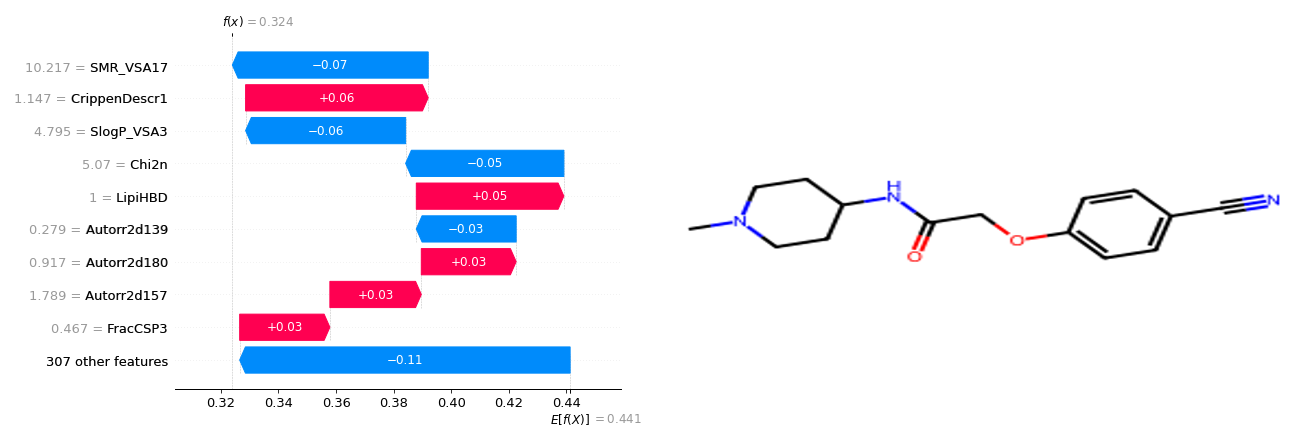 f(x) = 0.324
10.217 = SMR_VSA17
−0.07
1.147 = CrippenDescr1
+0.06
4.795 = SlogP_VSA3
−0.06
5.07 = Chi2n
−0.05
1 = LipiHBD
+0.05
0.279 = Autorr2d139
−0.03
0.917 = Autorr2d180
+0.03
1.789 = Autorr2d157
+0.03
0.467 = FracCSP3
+0.03
307 other features
−0.11
0.32 0.34 0.36 0.38 0.40 0.42 0.44
E[f(X)] = 0.441
H
N
N
O
O
N